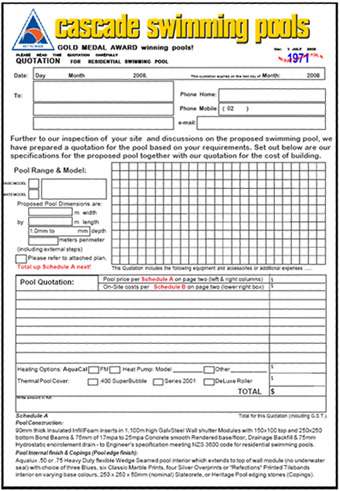 cascade swimming pools
GOLD MEDAL AWARD winning pools!
Ver: 1 JULY 2008
PLEASE READ THIS QUOTATION CAREFULLY
1971
QUOTATION FOR RESIDENTIAL SWIMMING POOL
Date: Day Month 2008. This quotation expires on the last day of Month: 2008
To: Phone Home:
Phone Mobile: ( 02 )
e-mail:
Further to our inspection of your site and discussions on the proposed swimming pool, we
have prepared a quotation for the pool based on your requirements. Set out below are our
specifications for the proposed pool together with our quotation for the cost of building.
Pool Range & Model:
Proposed Pool Dimensions are:
m width
by m length
1.0mm to mm depth
meters perimeter
(including external steps)
Please refer to attached plan.
Total up Schedule A next!
This Quotation includes the following equipment and accessories or additional expenses .....
Pool Quotation: Pool price per Schedule A on page two (left & right columns) $
On-Site costs per Schedule B on page two (lower right box) $
Heating Options: AquaCal FM Heat Pump: Model Other $
Thermal Pool Cover: .400 SuperBubble Series 2001 DeLuxe Roller $
TOTAL $
Write amount in full:
Schedule A Total for this Quotation (including G.S.T.)
Pool Construction:
90mm thick Insulated InfillFoam inserts in 1.100m high GalvSteel Wall shutter Modules with 150x100 top and 250x250
bottom Bond Beams & 75mm of 17mpa to 25mpa Concrete smooth Rendered base/floor, Drainage Backfill & 75mm
Hydrostatic encirclement drain - to Engineer's specification meeting NZS 3600 code for residential swimming pools.
Pool Internal finish & Copings (Pool edge finish):
Aqualux .50 or .75 Heavy Duty flexible Wedge Seamed pool interior which extends to top of wall module (no underwater
seal) with choice of three Blues, six Classic Marble Prints, four Silver Overprints or "Reflections" Printed Tilebands
interior on varying base colours, 250 x 250 x 50mm (nominal) Slatecrete, or Heritage Pool edging stones (Copings).